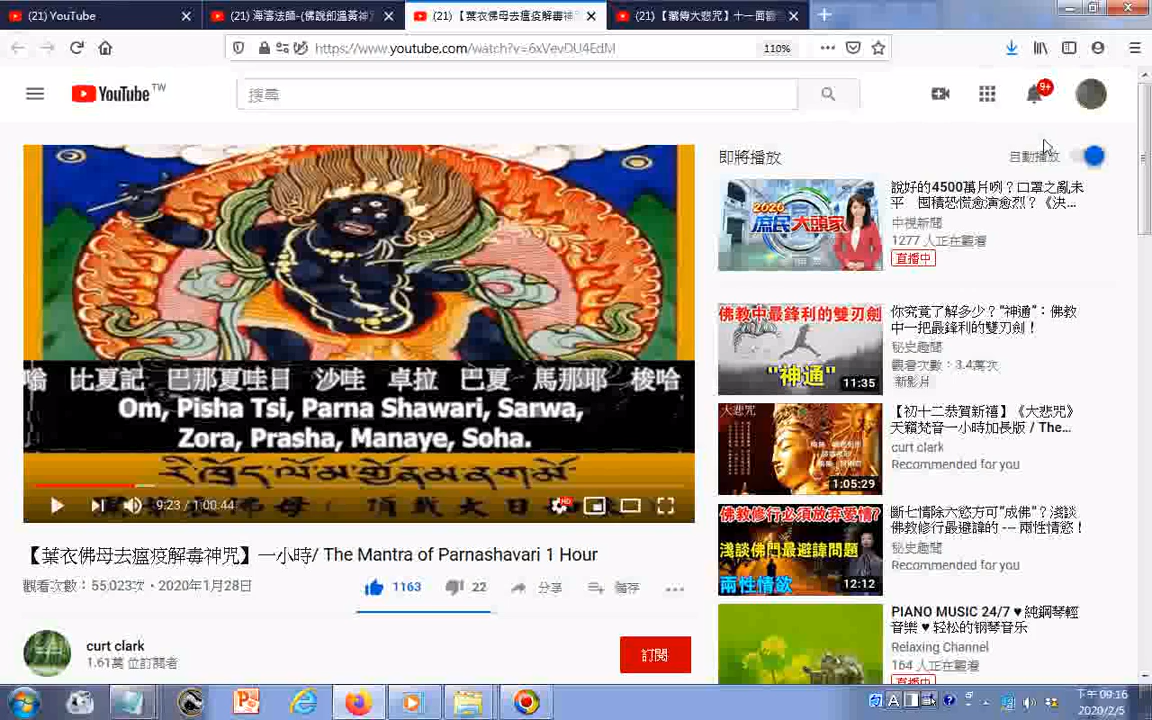 (21) YouTube
(21) 海濤法師-(佛說卻溫黃神
(21) 【葉衣佛母去瘟疫解毒神
(21) 【藏傳大悲咒】十一面
https://www.youtube.com/watch?v=6xVevDU4EdM
110%
YouTube TW
搜尋
9+
即將播放
自動播放
2020
庶民大頭家
說好的4500萬片咧？口罩之亂未
平 囤積恐慌愈演愈烈？《洪...
中視新聞
1277 人正在觀看
直播中
佛教中最鋒利的雙刃劍
"神通"
11:35
你究竟了解多少？"神通"：佛教
中一把最鋒利的雙刃劍！
秘史趣聞
觀看次數：3.4萬次
新影片
大悲咒
1:05:29
【初十二恭賀新禧】《大悲咒》
天籟梵音一小時加長版 / The...
curt clark
Recommended for you
佛教修行必須放棄愛情?
淺談佛門最避諱問題
兩性情欲
12:12
斷七情除六慾方可"成佛"？淺談
佛教修行最避諱的 --- 兩性情慾！
秘史趣聞
Recommended for you
PIANO MUSIC 24/7 ♥ 純鋼琴輕
音樂 ♥ 轻松的钢琴音乐
Relaxing Channel
164 人正在觀看
直播中
嗡 比夏記 巴那夏哇日 沙哇 卓拉 巴夏 馬那耶 梭哈
Om, Pisha Tsi, Parna Shawari, Sarwa,
Zora, Prasha, Manaye, Soha.
9:23 / 1:00:44
HD
【葉衣佛母去瘟疫解毒神咒】一小時/ The Mantra of Parnashavari 1 Hour
觀看次數：55,023次 • 2020年1月28日
1163
22
分享
儲存
curt clark
1.61萬 位訂閱者
訂閱
下午 09:16
2020/2/5